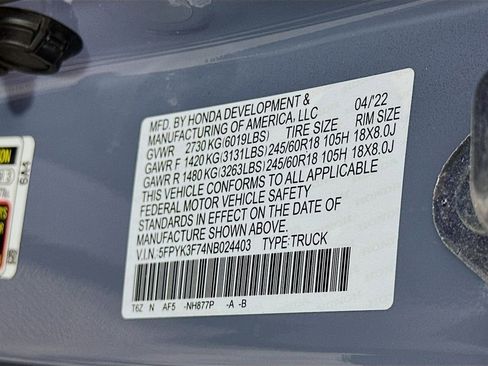 MFD. BY HONDA DEVELOPMENT &
MANUFACTURING OF AMERICA, LLC 04/'22
GVWR 2730 KG(6019LBS) TIRE SIZE RIM SIZE
GAWR F 1420 KG(3131LBS) 245/60R18 105H 18X8.0J
GAWR R 1480 KG(3263LBS) 245/60R18 105H 18X8.0J
THIS VEHICLE CONFORMS TO ALL APPLICABLE
FEDERAL MOTOR VEHICLE SAFETY
STANDARDS IN EFFECT ON THE DATE OF
MANUFACTURE SHOWN ABOVE.
V.I.N: 5FPYK3F74NB024403 TYPE:TRUCK
T6Z N AF5 -NH877P -A -B